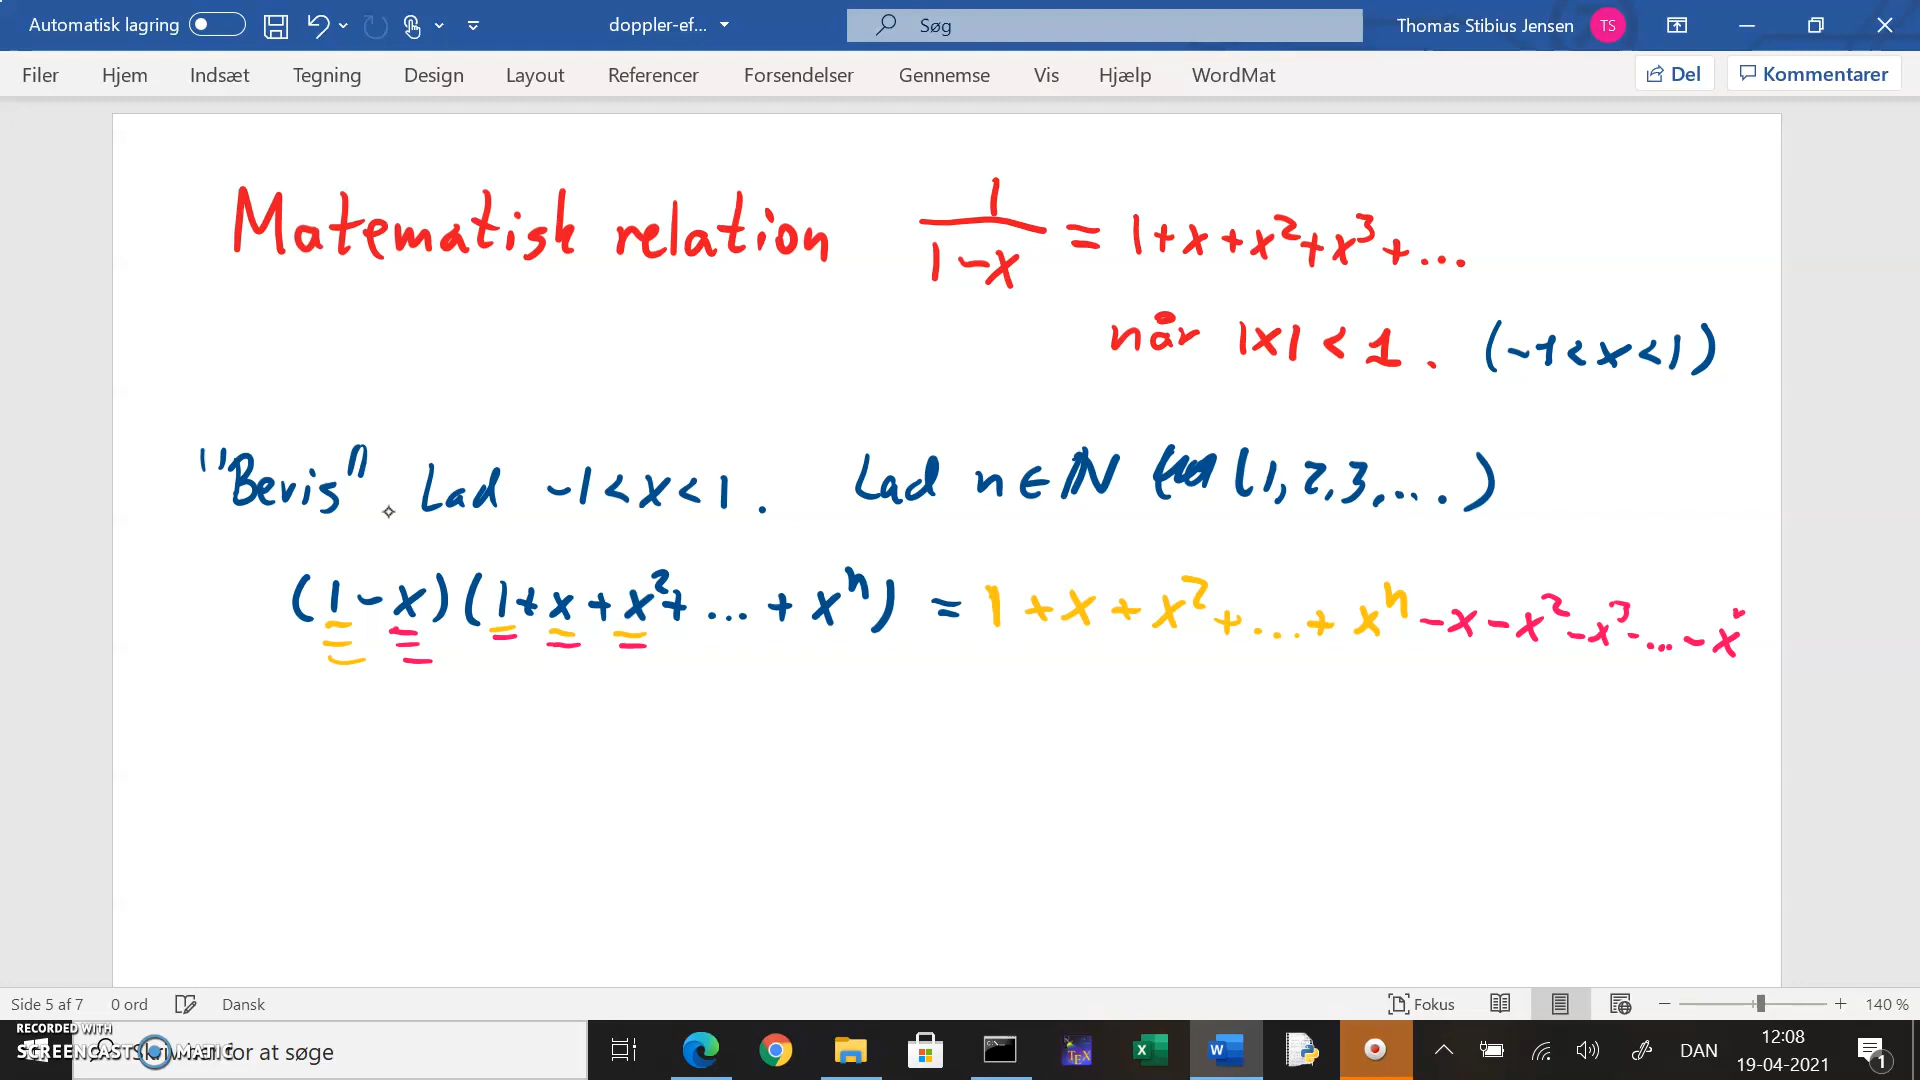 Automatisk lagring doppler-ef... Søg Thomas Stibius Jensen TS
Filer Hjem Indsæt Tegning Design Layout Referencer Forsendelser Gennemse Vis Hjælp WordMat Del Kommentarer
Matematisk relation 1/(1-x) = 1+x+x²+x³+...
når |x| < 1. (-1<x<1)
"Bevis". Lad -1<x<1. Lad n∈ℕ (1,2,3,....)
(1-x)(1+x+x²+...+xⁿ) = 1+x+x²+...+xⁿ-x-x²-x³-...-x
Side 5 af 7 0 ord Dansk Fokus 140 %
RECORDED WITH
SCREENCAST MATIC
for at søge
DAN
12:08
19-04-2021
1